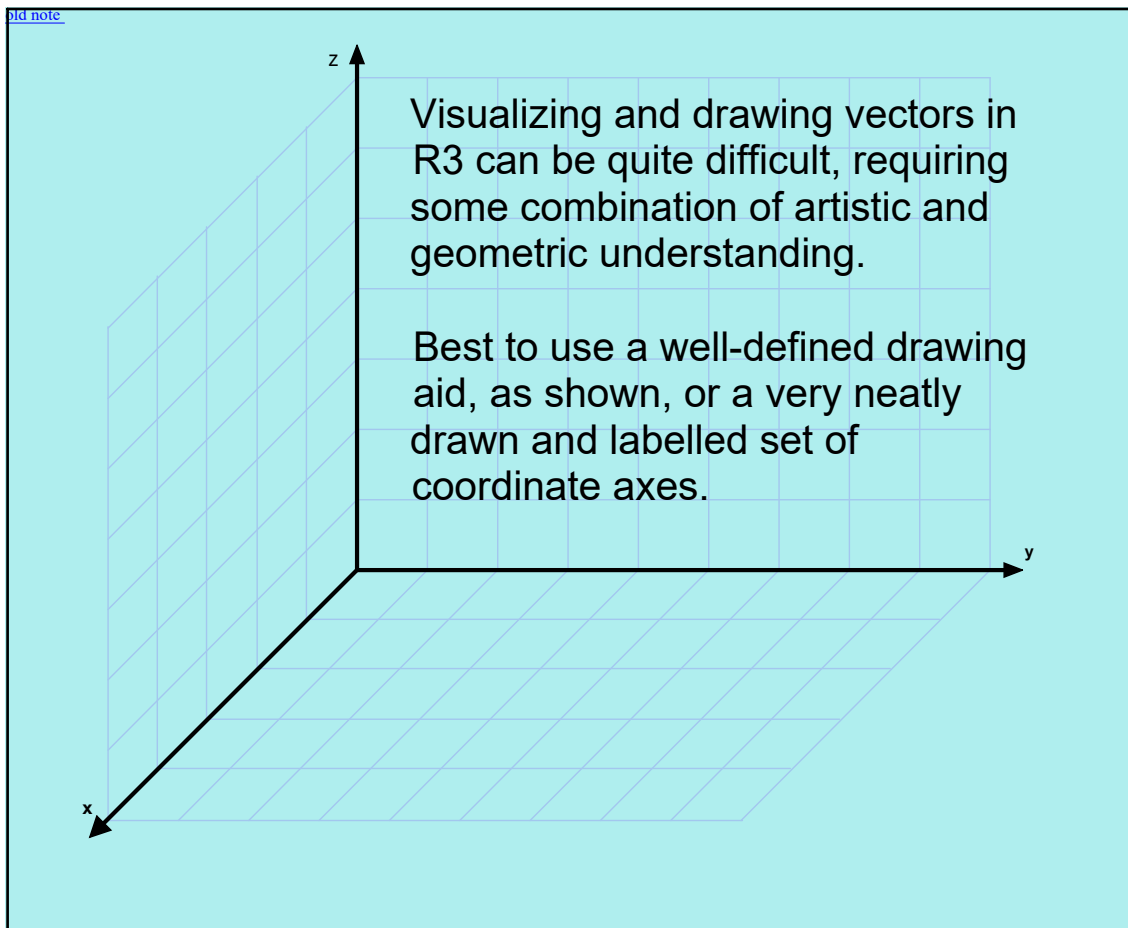 old note
z
Visualizing and drawing vectors in
R3 can be quite difficult, requiring
some combination of artistic and
geometric understanding.
Best to use a well-defined drawing
aid, as shown, or a very neatly
drawn and labelled set of
coordinate axes.
y
x